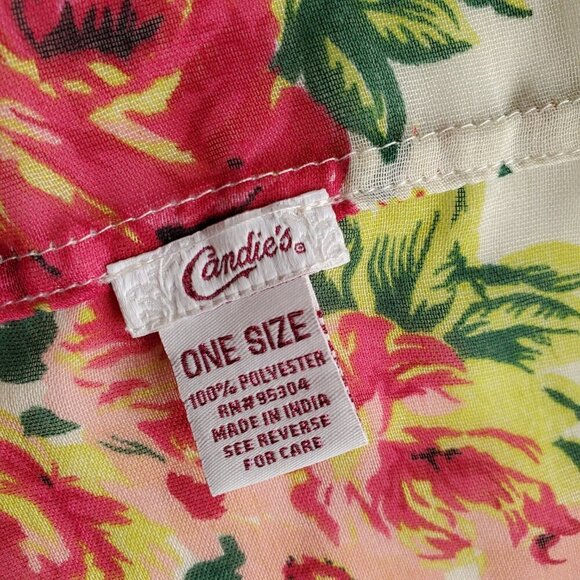 Candie's®
ONE SIZE
100% POLYESTER
RN# 95304
MADE IN INDIA
SEE REVERSE
FOR CARE